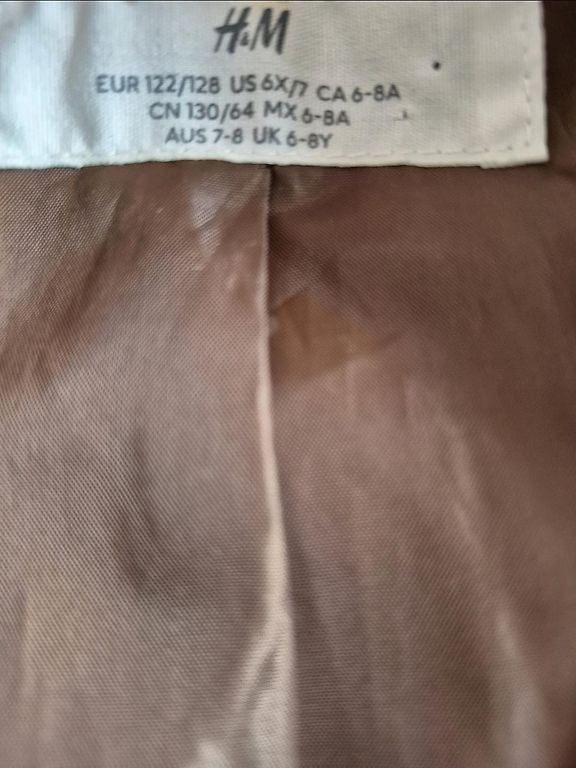 H&M
EUR 122/128 US 6X/7 CA 6-8A
CN 130/64 MX 6-8A
AUS 7-8 UK 6-8Y